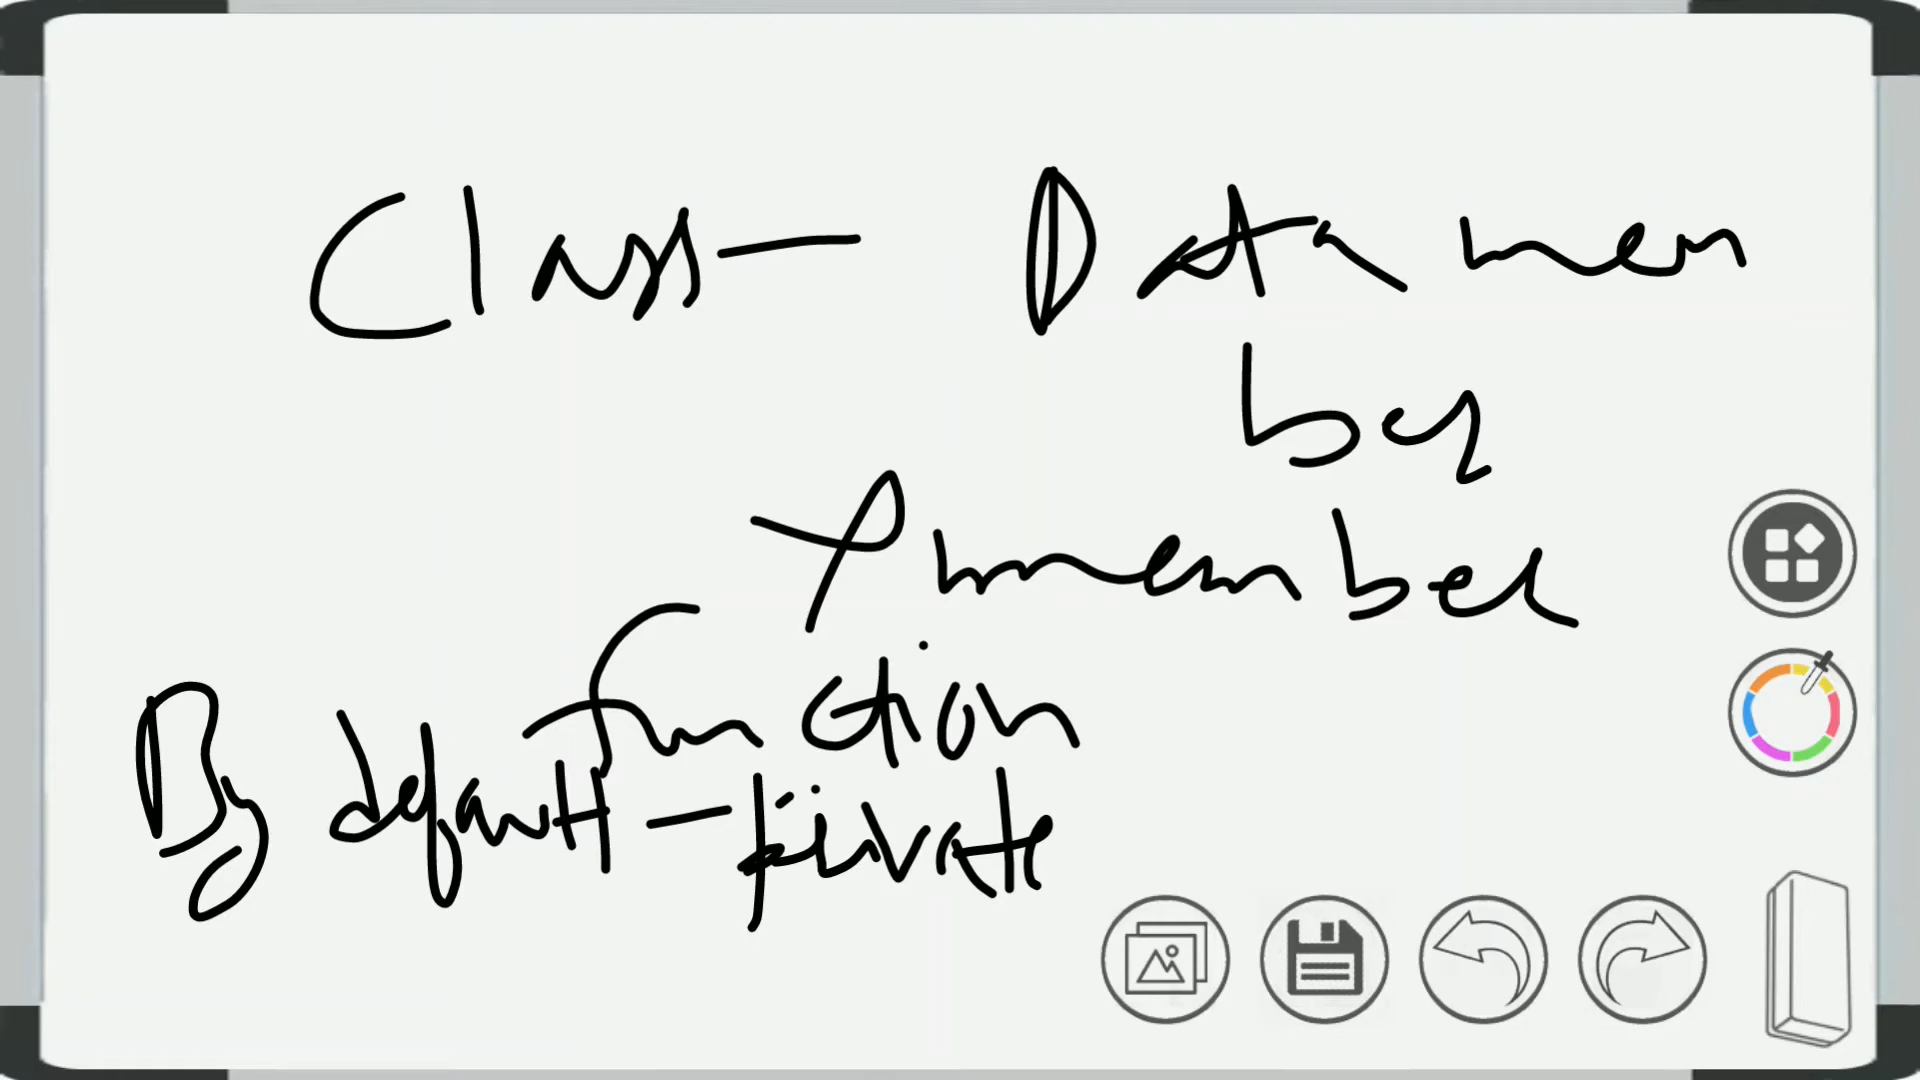 Class - Data mem
ber
member
function
By default - private